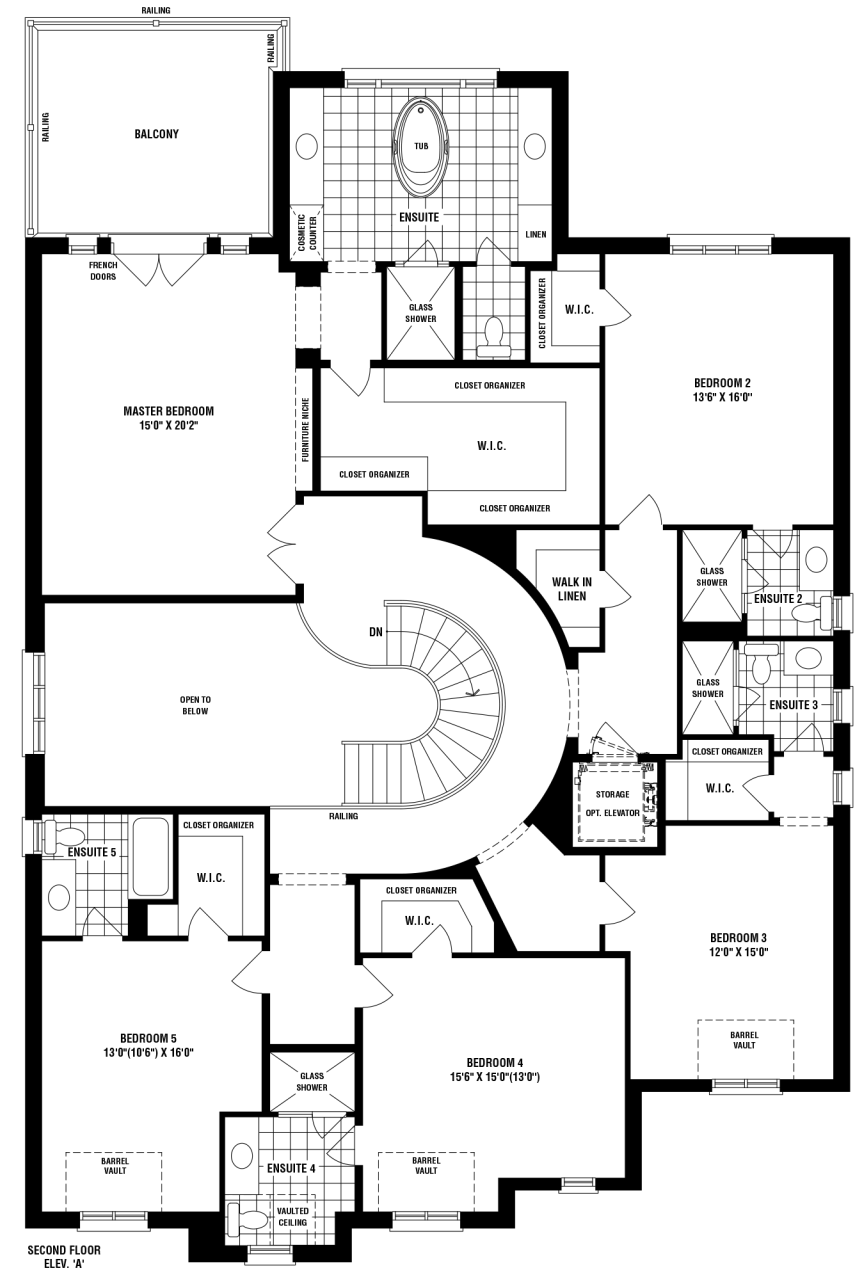 RAILING
RAILING
RAILING
BALCONY
TUB
ENSUITE
COSMETIC
COUNTER
LINEN
FRENCH
DOORS
GLASS
SHOWER
CLOSET ORGANIZER
W.I.C.
MASTER BEDROOM
15'0" X 20'2"
FURNITURE NICHE
CLOSET ORGANIZER
W.I.C.
CLOSET ORGANIZER
CLOSET ORGANIZER
BEDROOM 2
13'6" X 16'0"
WALK IN
LINEN
GLASS
SHOWER
ENSUITE 2
DN
OPEN TO
BELOW
GLASS
SHOWER
ENSUITE 3
CLOSET ORGANIZER
W.I.C.
STORAGE
OPT. ELEVATOR
RAILING
ENSUITE 5
CLOSET ORGANIZER
W.I.C.
CLOSET ORGANIZER
W.I.C.
BEDROOM 3
12'0" X 15'0"
BARREL
VAULT
BEDROOM 5
13'0"(10'6") X 16'0"
BEDROOM 4
15'6" X 15'0"(13'0")
GLASS
SHOWER
BARREL
VAULT
ENSUITE 4
VAULTED
CEILING
BARREL
VAULT
SECOND FLOOR
ELEV. 'A'